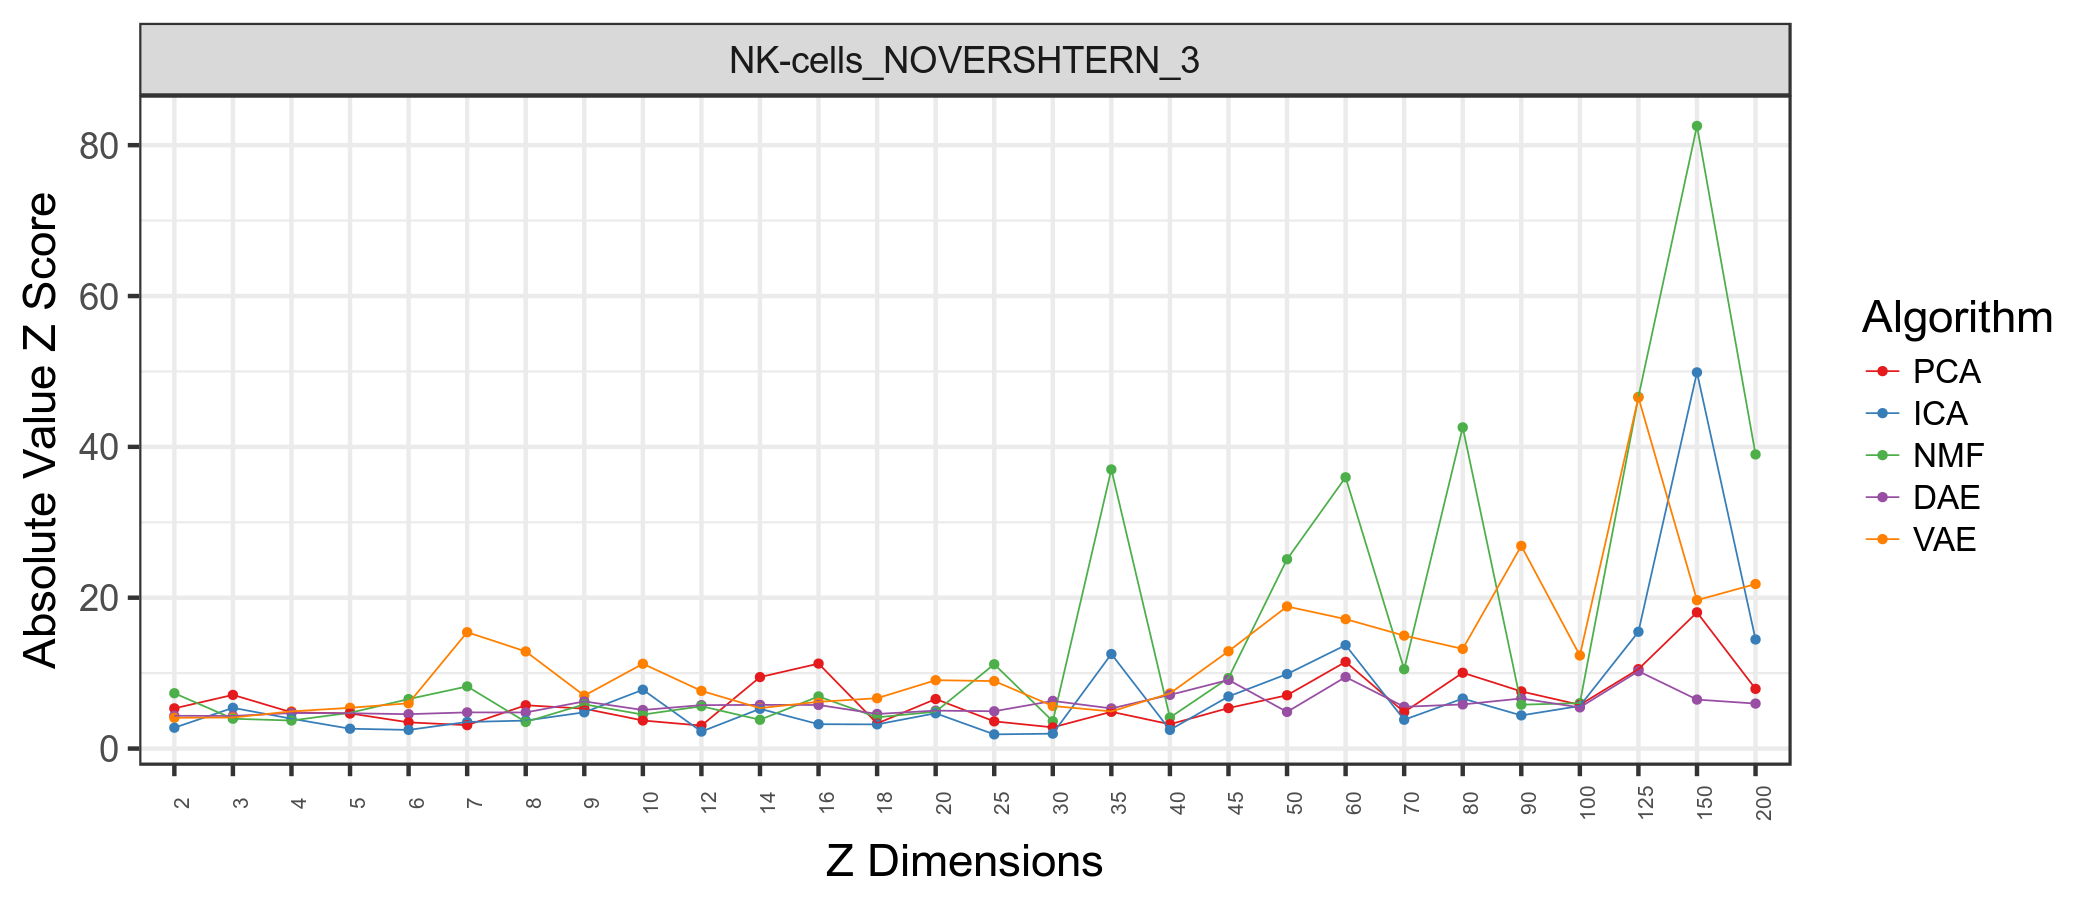 NK-cells_NOVERSHTERN_3
Absolute Value Z Score
80
60
40
20
0
2 3 4 5 6 7 8 9 10 12 14 16 18 20 25 30 35 40 45 50 60 70 80 90 100 125 150 200
Z Dimensions
Algorithm
PCA
ICA
NMF
DAE
VAE